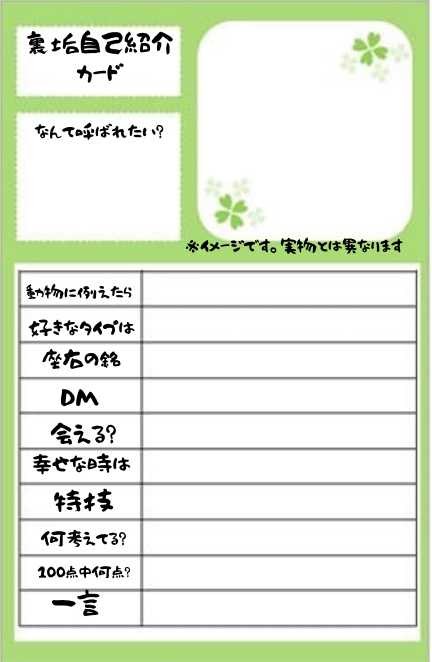 裏垢自己紹介
カード
なんて呼ばれたい?
※イメージです。実物とは異なります
動物に例えたら
好きなタイプは
座右の銘
DM
会える?
幸せな時は
特技
何考えてる?
100点中何点?
一言